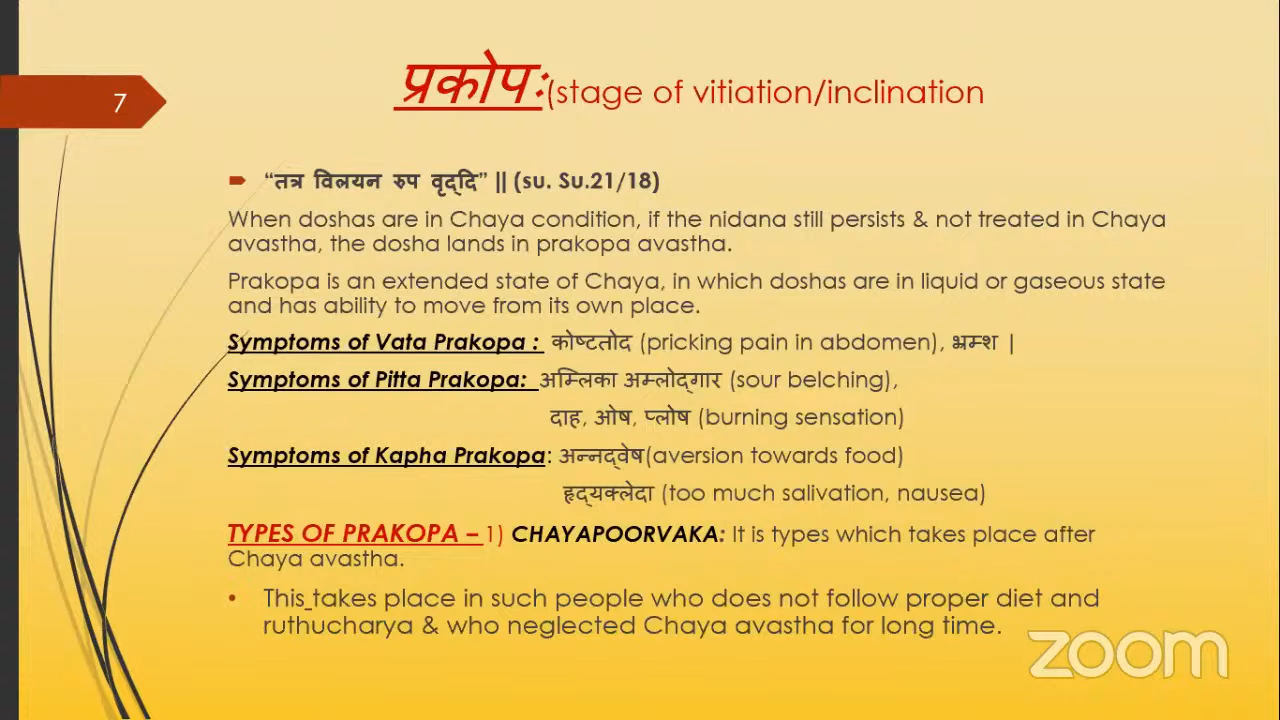 7
प्रकोपः(stage of vitiation/inclination
“तत्र विलयन रुप वृद्दि” || (su. Su.21/18)
When doshas are in Chaya condition, if the nidana still persists & not treated in Chaya
avastha, the dosha lands in prakopa avastha.
Prakopa is an extended state of Chaya, in which doshas are in liquid or gaseous state
and has ability to move from its own place.
Symptoms of Vata Prakopa : कोष्टतोद (pricking pain in abdomen), भ्रम्श |
Symptoms of Pitta Prakopa: अम्लिका अम्लोद्गार (sour belching),
दाह, ओष, प्लोष (burning sensation)
Symptoms of Kapha Prakopa: अन्नद्वेष(aversion towards food)
हृद्यक्लेदा (too much salivation, nausea)
TYPES OF PRAKOPA – 1) CHAYAPOORVAKA: It is types which takes place after
Chaya avastha.
• This takes place in such people who does not follow proper diet and
ruthucharya & who neglected Chaya avastha for long time.
zoom